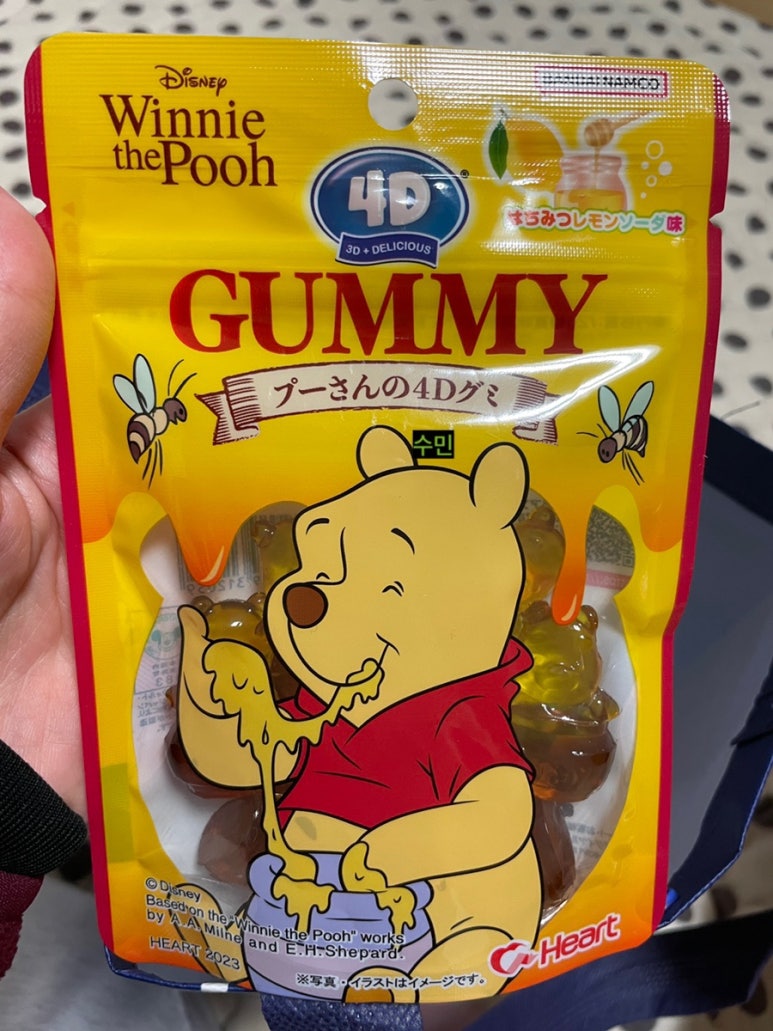 Disney
Winnie
the Pooh
BANDAI NAMCO
4D
®
3D + DELICIOUS
はちみつレモンソーダ味
GUMMY
プーさんの4Dグミ
수민
© Disney
Based on the "Winnie the Pooh" works
by A.A. Milne and E.H.Shepard.
HEART 2023
Heart
※写真・イラストはイメージです。